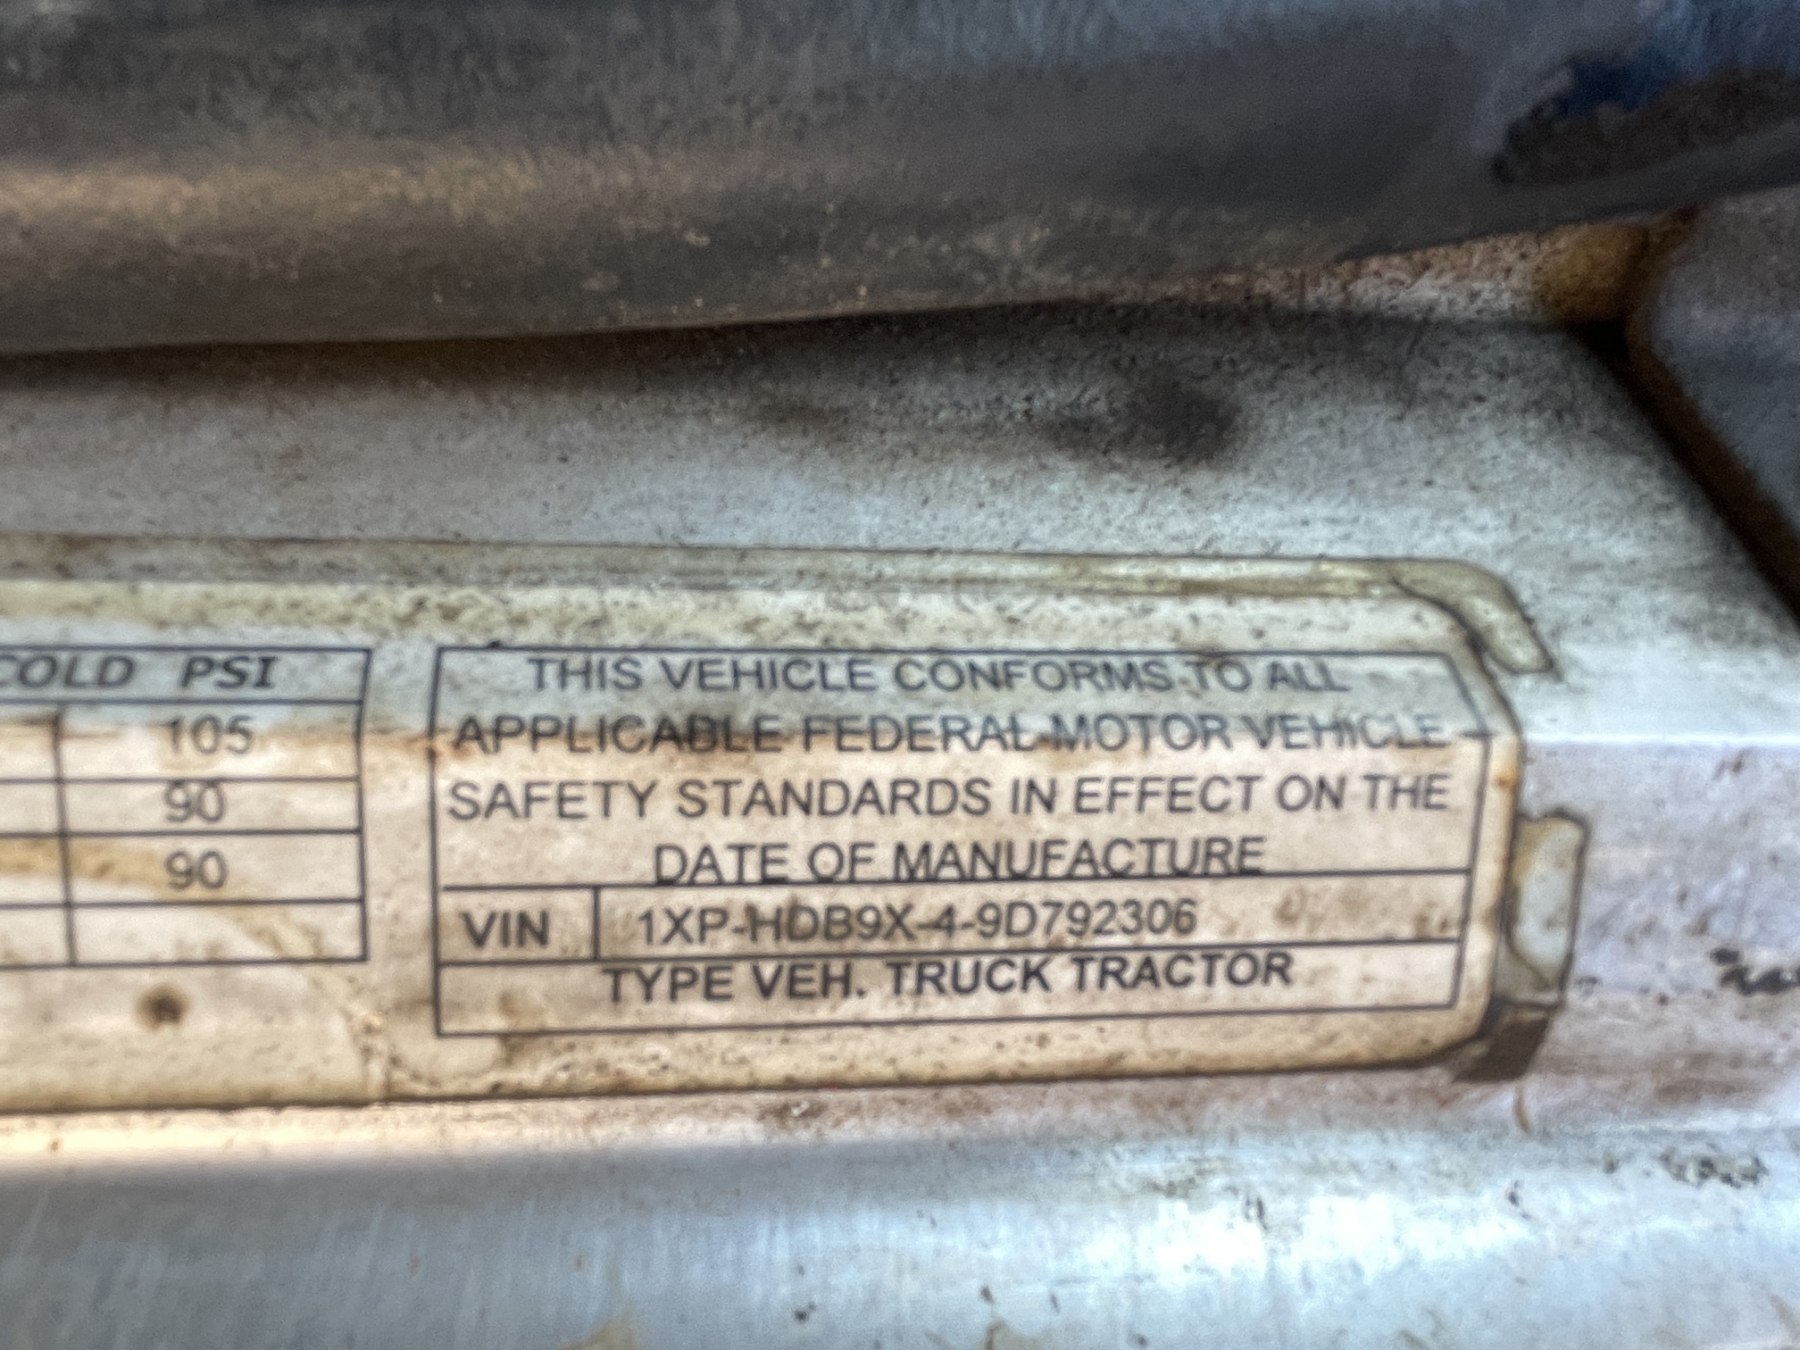 COLD PSI
105
90
90
THIS VEHICLE CONFORMS TO ALL
APPLICABLE FEDERAL MOTOR VEHICLE
SAFETY STANDARDS IN EFFECT ON THE
DATE OF MANUFACTURE
VIN 1XP-HDB9X-4-9D792306
TYPE VEH. TRUCK TRACTOR